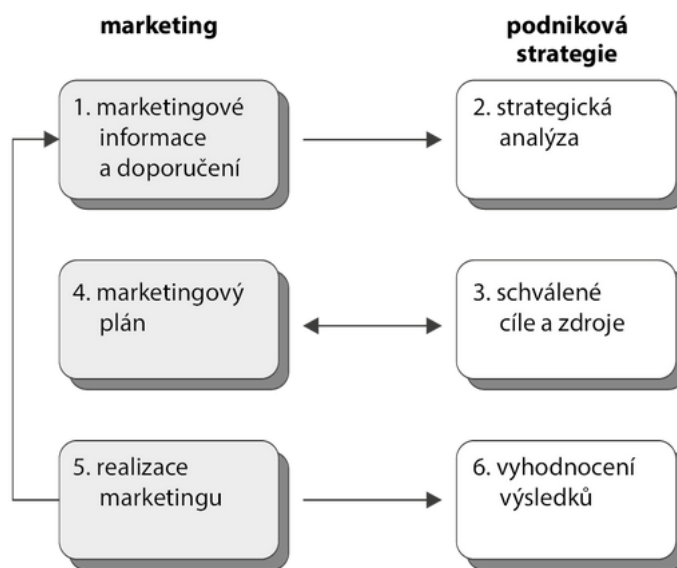 marketing
podniková
strategie
1. marketingové
informace
a doporučení
2. strategická
analýza
4. marketingový
plán
3. schválené
cíle a zdroje
5. realizace
marketingu
6. vyhodnocení
výsledků